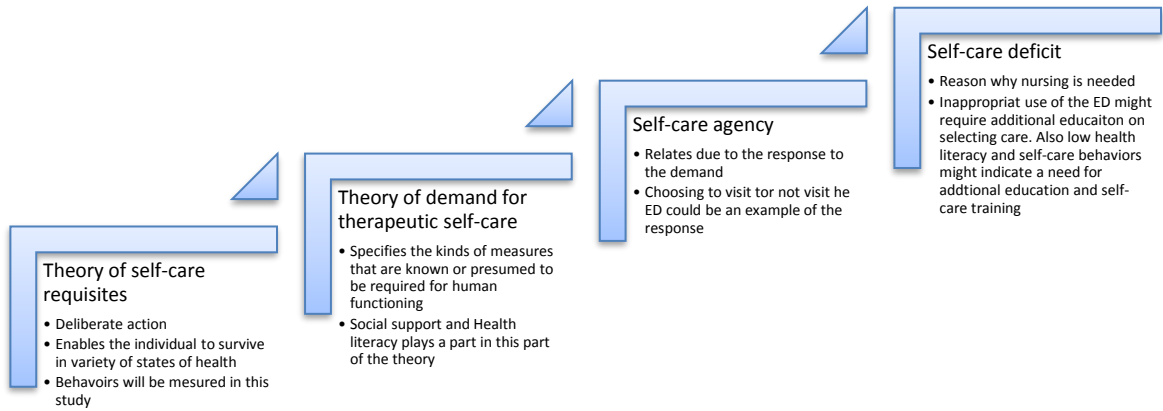 Theory of self-care
requisites
• Deliberate action
• Enables the individual to survive
in variety of states of health
• Behavoirs will be mesured in this
study
Theory of demand for
therapeutic self-care
• Specifies the kinds of measures
that are known or presumed to
be required for human
functioning
• Social support and Health
literacy plays a part in this part
of the theory
Self-care agency
• Relates due to the response to
the demand
• Choosing to visit tor not visit he
ED could be an example of the
response
Self-care deficit
• Reason why nursing is needed
• Inappropriat use of the ED might
require additional educaiton on
selecting care. Also low health
literacy and self-care behaviors
might indicate a need for
addtional education and self-
care training